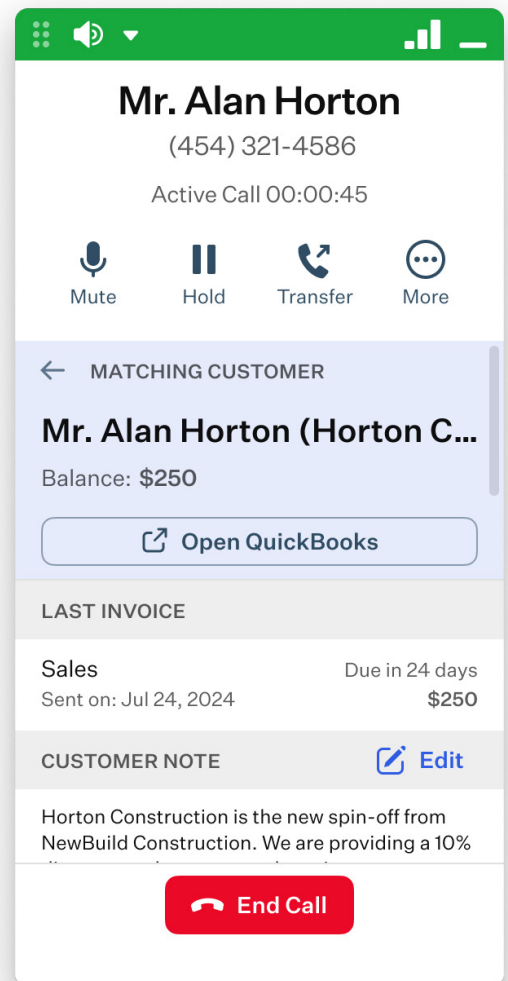 Mr. Alan Horton
(454) 321-4586
Active Call 00:00:45
Mute Hold Transfer More
MATCHING CUSTOMER
Mr. Alan Horton (Horton C...
Balance: $250
Open QuickBooks
LAST INVOICE
Sales Due in 24 days
Sent on: Jul 24, 2024 $250
CUSTOMER NOTE Edit
Horton Construction is the new spin-off from
NewBuild Construction. We are providing a 10%
End Call